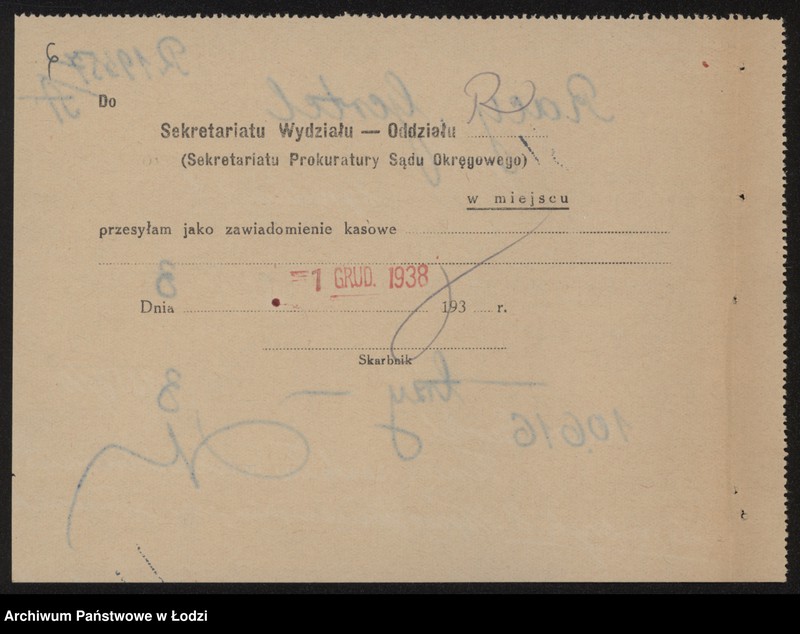 6
Do
Sekretariatu Wydziału — Oddziału R
(Sekretariatu Prokuratury Sądu Okręgowego)
w miejscu
przesyłam jako zawiadomienie kasowe
=1 GRUD. 1938
Dnia 193 r.
Skarbnik
Archiwum Państwowe w Łodzi